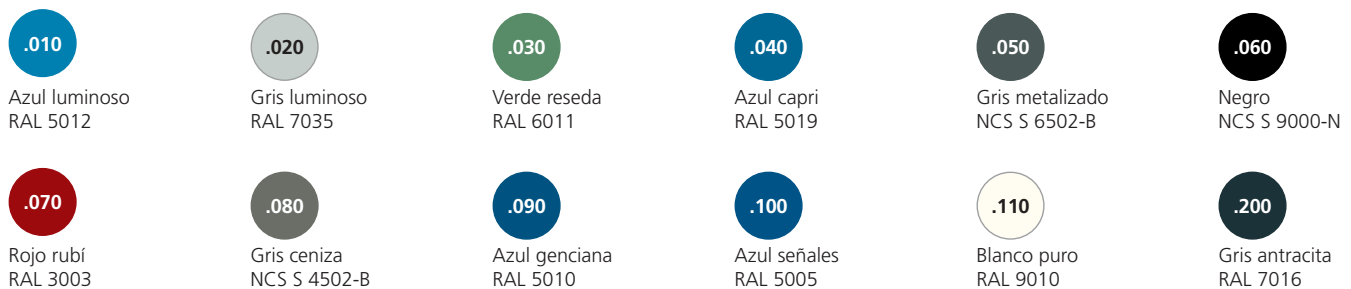 .010
Azul luminoso
RAL 5012
.020
Gris luminoso
RAL 7035
.030
Verde reseda
RAL 6011
.040
Azul capri
RAL 5019
.050
Gris metalizado
NCS S 6502-B
.060
Negro
NCS S 9000-N
.070
Rojo rubí
RAL 3003
.080
Gris ceniza
NCS S 4502-B
.090
Azul genciana
RAL 5010
.100
Azul señales
RAL 5005
.110
Blanco puro
RAL 9010
.200
Gris antracita
RAL 7016